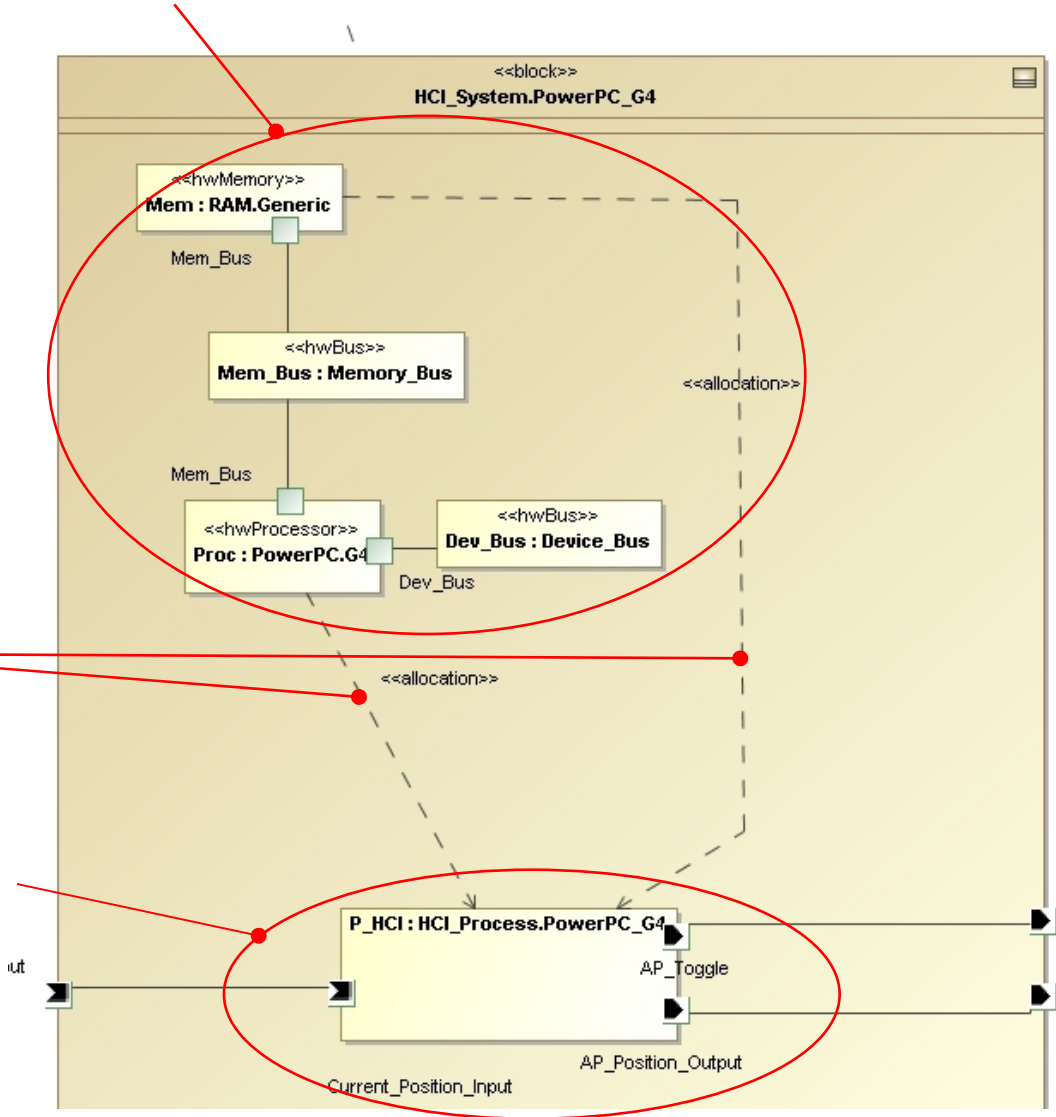 <<block>>
HCI_System.PowerPC_G4
<<hwMemory>>
Mem : RAM.Generic
Mem_Bus
<<hwBus>>
Mem_Bus : Memory_Bus
<<allocation>>
Mem_Bus
<<hwProcessor>>
Proc : PowerPC.G4
<<hwBus>>
Dev_Bus : Device_Bus
Dev_Bus
<<allocation>>
P_HCI : HCI_Process.PowerPC_G4
AP_Toggle
AP_Position_Output
Current_Position_Input